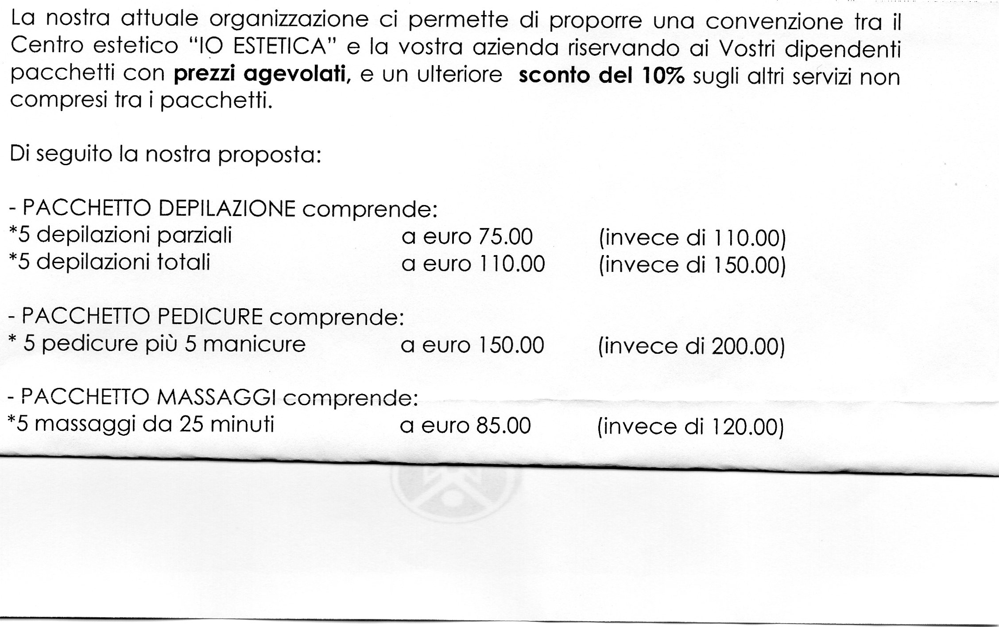 La nostra attuale organizzazione ci permette di proporre una convenzione tra il
Centro estetico “IO ESTETICA” e la vostra azienda riservando ai Vostri dipendenti
pacchetti con prezzi agevolati, e un ulteriore sconto del 10% sugli altri servizi non
compresi tra i pacchetti.
Di seguito la nostra proposta:
- PACCHETTO DEPILAZIONE comprende:
*5 depilazioni parziali a euro 75.00 (invece di 110.00)
*5 depilazioni totali a euro 110.00 (invece di 150.00)
- PACCHETTO PEDICURE comprende:
* 5 pedicure più 5 manicure a euro 150.00 (invece di 200.00)
- PACCHETTO MASSAGGI comprende:
*5 massaggi da 25 minuti a euro 85.00 (invece di 120.00)